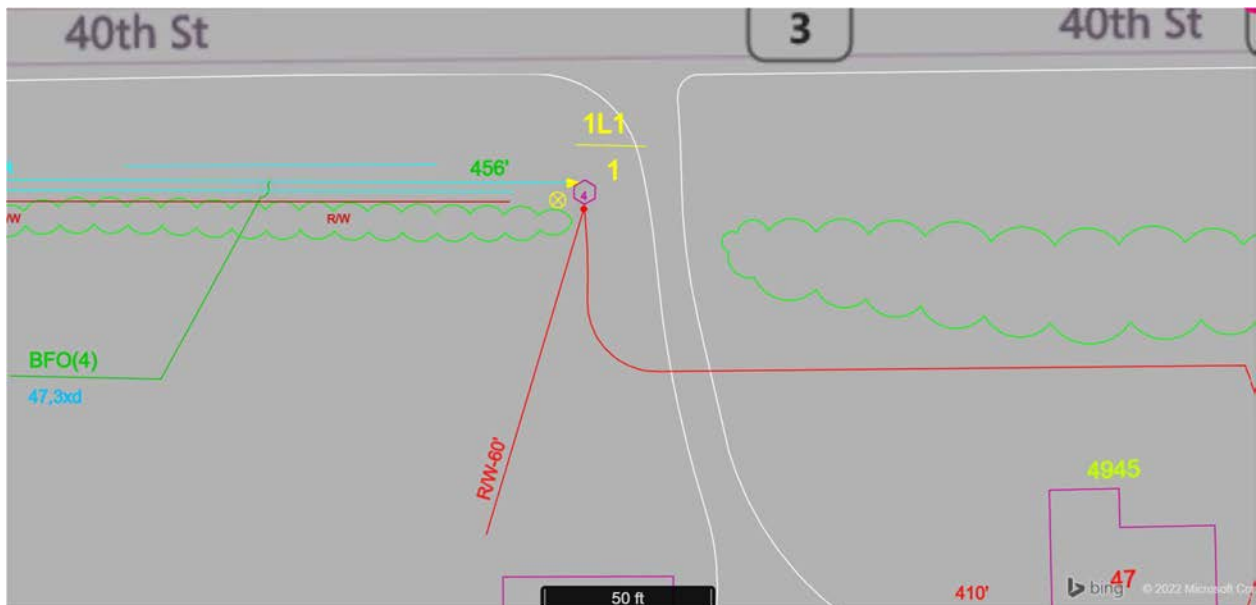 40th St
3
40th St
1L1
1
456'
4
R/W
R/W
BFO(4)
47,3xd
R/W-60'
4945
47
410'
50 ft
bing
© 2022 Microsoft Co